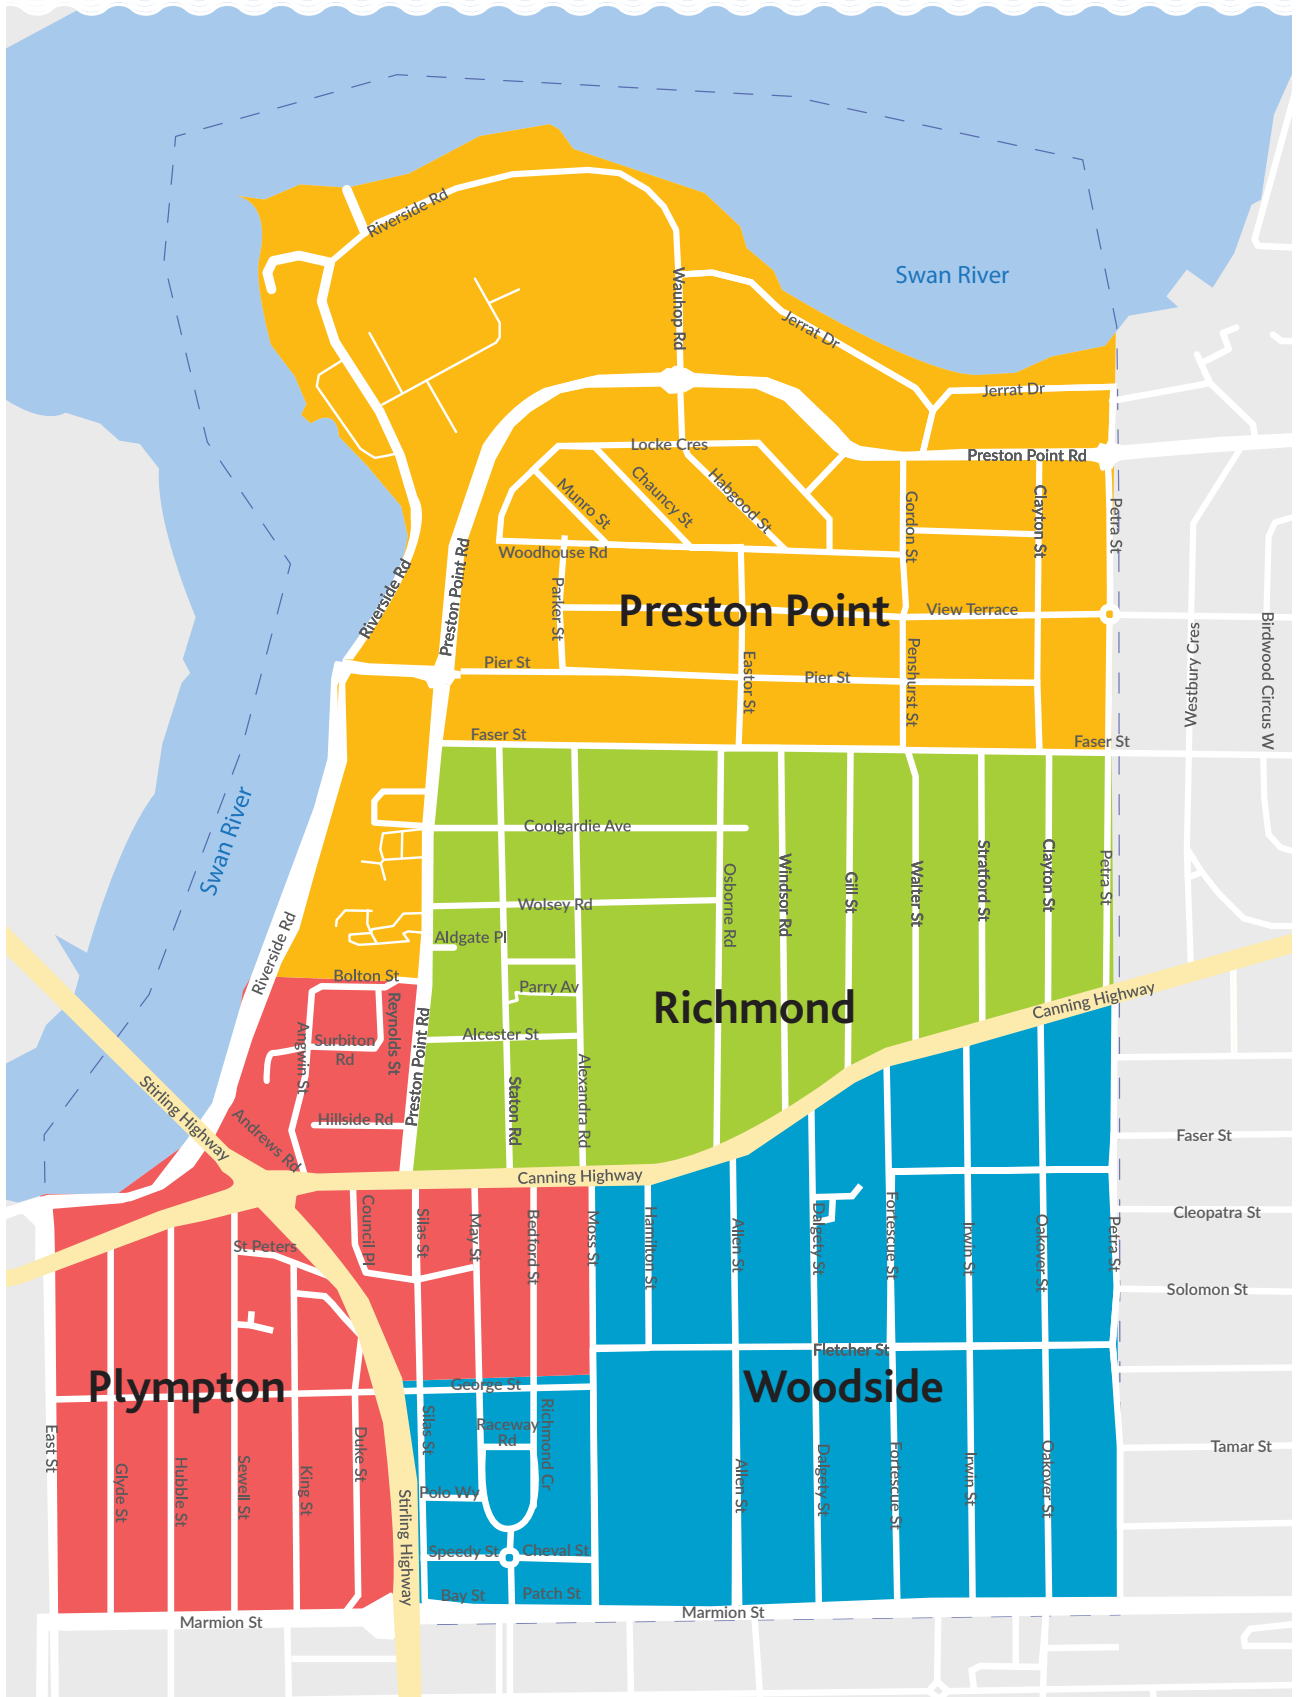 Riverside Rd
Swan River
Wauhop Rd
Jerrat Dr
Jerrat Dr
Locke Cres
Preston Point Rd
Munro St
Chauncy St
Habgood St
Gordon St
Clayton St
Petra St
Woodhouse Rd
Riverside Rd
Preston Point Rd
Parker St
Preston Point
View Terrace
Pier St
Eastor St
Pier St
Penshurst St
Westbury Cres
Birdwood Circus W
Faser St
Faser St
Swan River
Coolgardie Ave
Osborne Rd
Windsor Rd
Gill St
Walter St
Stratford St
Clayton St
Petra St
Wolsey Rd
Aldgate Pl
Riverside Rd
Bolton St
Parry Av
Richmond
Canning Highway
Angwin St
Surbiton
Rd
Reynolds St
Preston Point Rd
Alcester St
Staton Rd
Alexandra Rd
Stirling Highway
Andrews Rd
Hillside Rd
Canning Highway
Faser St
Cleopatra St
Solomon St
St Peters
Council Pl
Silas St
May St
Bedford St
Moss St
Hamilton St
Allen St
Dalgety St
Fortescue St
Irwin St
Oakover St
Petra St
Fletcher St
Plympton
George St
Woodside
Raceway
Rd
Richmond Cr
Silas St
East St
Glyde St
Hubble St
Sewell St
King St
Duke St
Stirling Highway
Polo Wy
Allen St
Dalgety St
Fortescue St
Irwin St
Oakover St
Tamar St
Speedy St
Cheval St
Bay St
Patch St
Marmion St
Marmion St